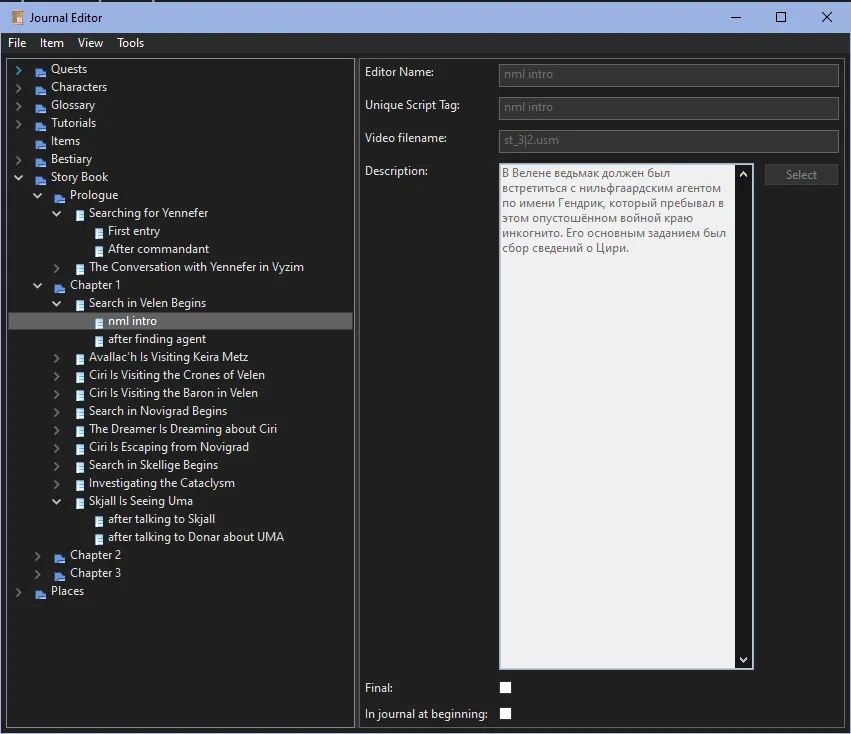 Journal Editor
File Item View Tools
Quests
Characters
Glossary
Tutorials
Items
Bestiary
Story Book
Prologue
Searching for Yennefer
First entry
After commandant
The Conversation with Yennefer in Vyzim
Chapter 1
Search in Velen Begins
nml intro
after finding agent
Avallac'h Is Visiting Keira Metz
Ciri Is Visiting the Crones of Velen
Ciri Is Visiting the Baron in Velen
Search in Novigrad Begins
The Dreamer Is Dreaming about Ciri
Ciri Is Escaping from Novigrad
Search in Skellige Begins
Investigating the Cataclysm
Skjall Is Seeing Uma
after talking to Skjall
after talking to Donar about UMA
Chapter 2
Chapter 3
Places
Editor Name:
nml intro
Unique Script Tag:
nml intro
Video filename:
st_3|2.usm
Description:
В Велене ведьмак должен был
встретиться с нильфгаардским агентом
по имени Гендрик, который пребывал в
этом опустошённом войной краю
инкогнито. Его основным заданием был
сбор сведений о Цири.
Select
Final:
In journal at beginning: